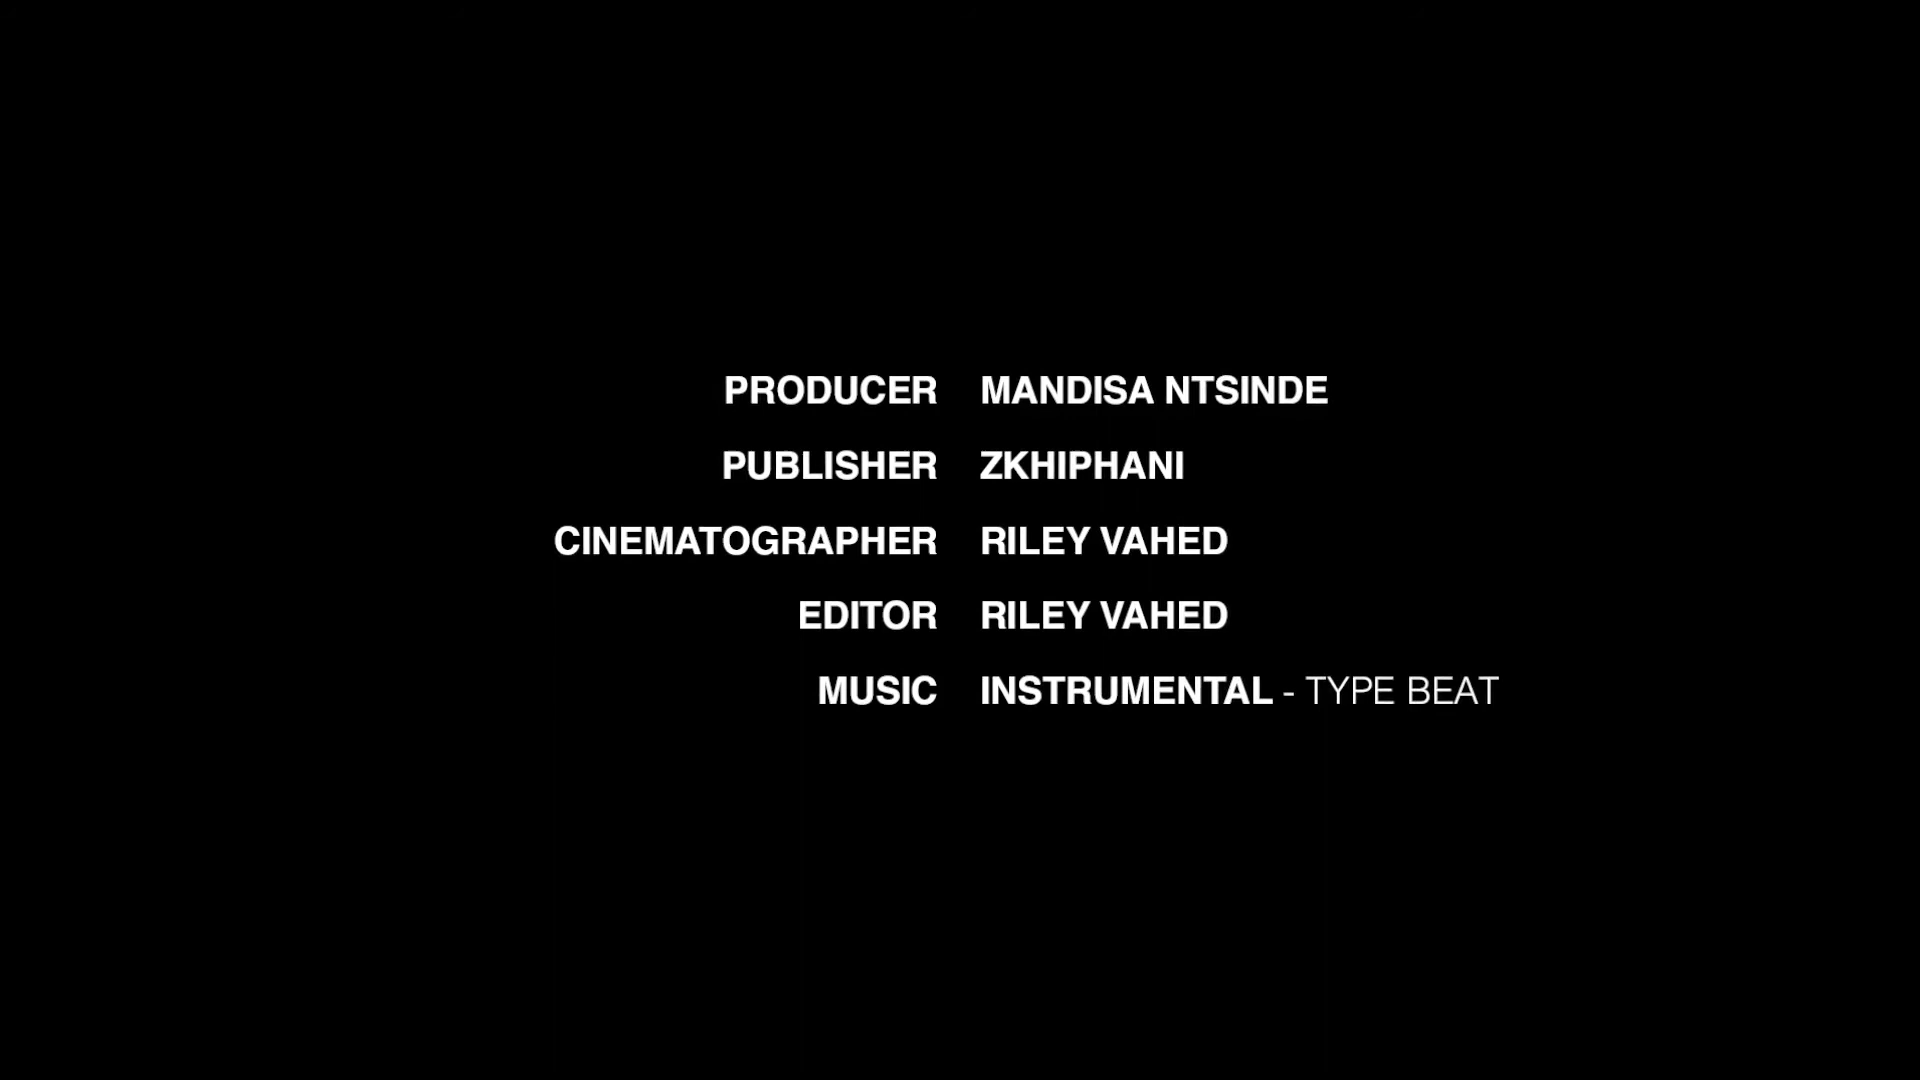 PRODUCER MANDISA NTSINDE
PUBLISHER ZKHIPHANI
CINEMATOGRAPHER RILEY VAHED
EDITOR RILEY VAHED
MUSIC INSTRUMENTAL - TYPE BEAT